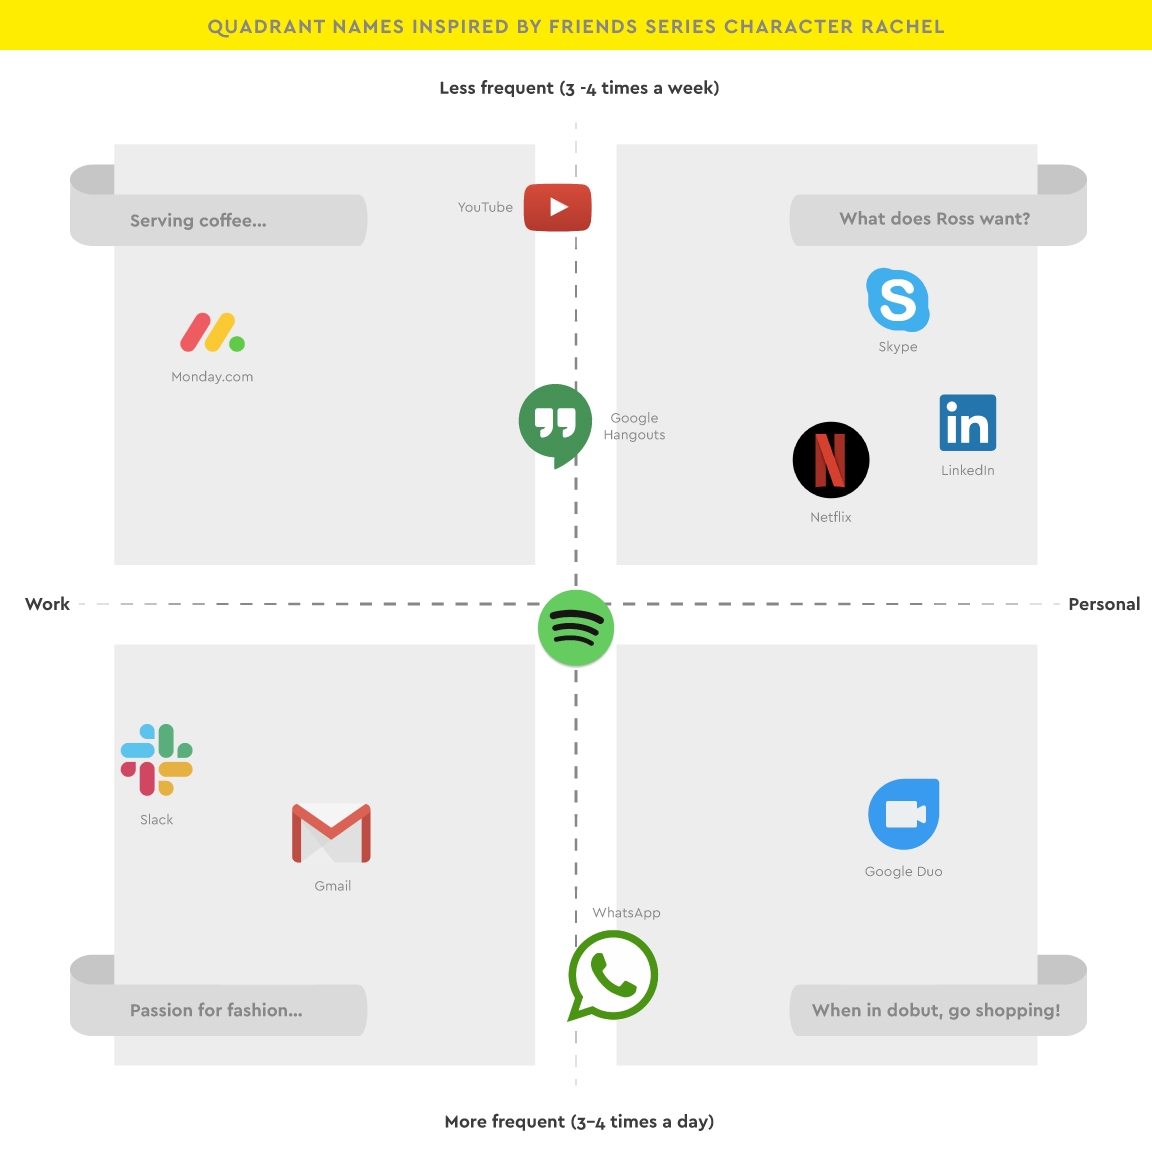 QUADRANT NAMES INSPIRED BY FRIENDS SERIES CHARACTER RACHEL
Less frequent (3 -4 times a week)
Serving coffee...
YouTube
What does Ross want?
Skype
Monday.com
Google
Hangouts
in
LinkedIn
Netflix
Work
Personal
Slack
Gmail
Google Duo
WhatsApp
Passion for fashion...
When in dobut, go shopping!
More frequent (3–4 times a day)